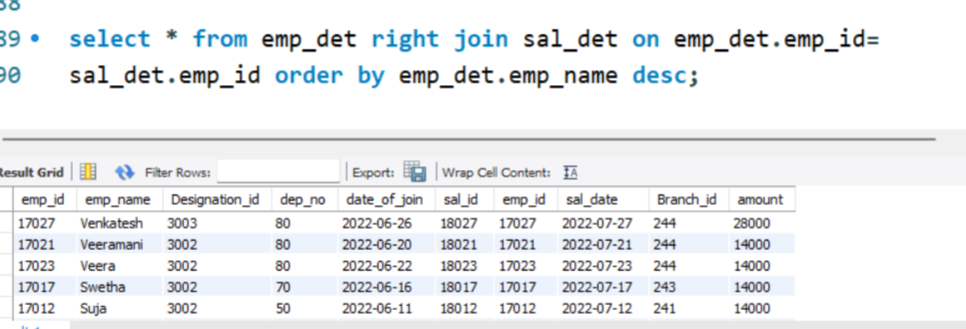 89 select * from emp_det right join sal_det on emp_det.emp_id=
90 sal_det.emp_id order by emp_det.emp_name desc;
Result Grid Filter Rows: Export: Wrap Cell Content: IA
emp_id emp_name Designation_id dep_no date_of_join sal_id emp_id sal_date Branch_id amount
17027 Venkatesh 3003 80 2022-06-26 18027 17027 2022-07-27 244 28000
17021 Veeramani 3002 80 2022-06-20 18021 17021 2022-07-21 244 14000
17023 Veera 3002 80 2022-06-22 18023 17023 2022-07-23 244 14000
17017 Swetha 3002 70 2022-06-16 18017 17017 2022-07-17 243 14000
17012 Suja 3002 50 2022-06-11 18012 17012 2022-07-12 241 14000